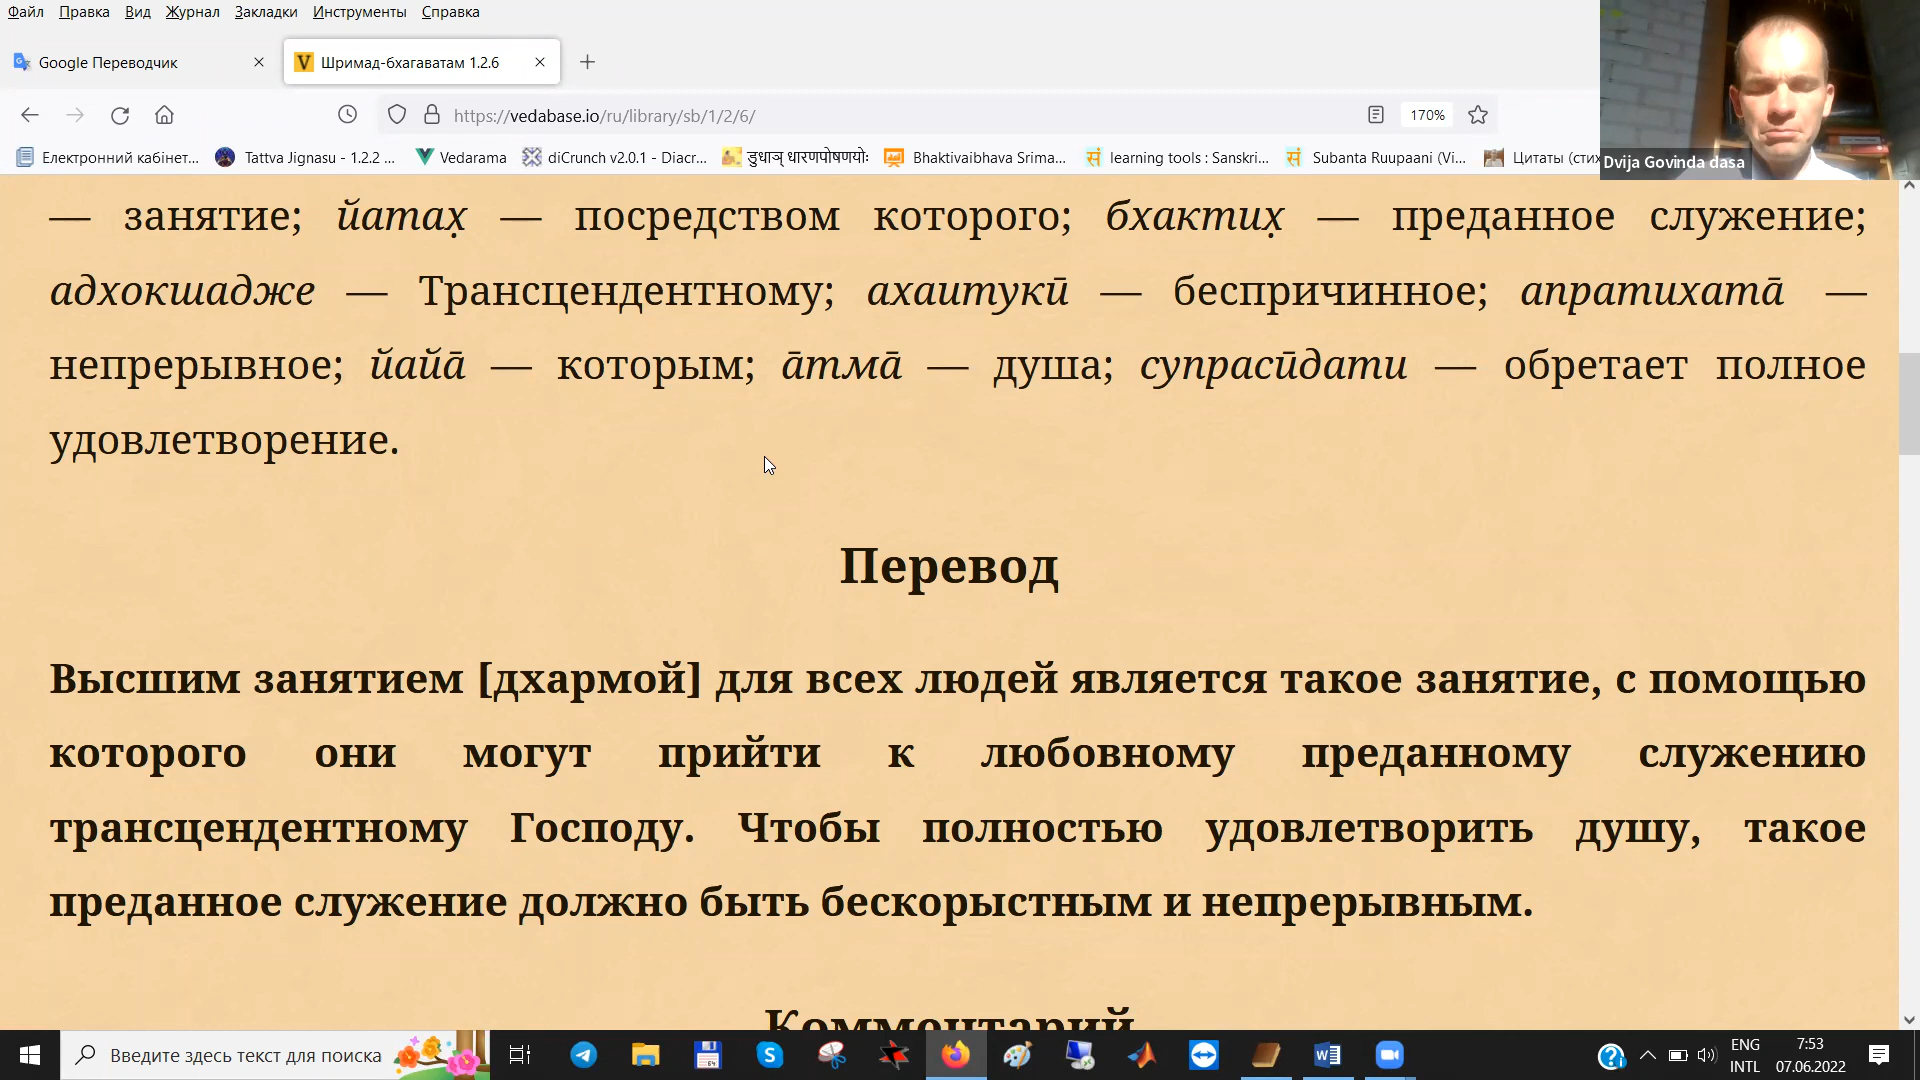 Файл Правка Вид Журнал Закладки Инструменты Справка
Google Переводчик
V Шримад-бхагаватам 1.2.6
https://vedabase.io/ru/library/sb/1/2/6/
170%
Електронний кабінет...
Tattva Jignasu - 1.2.2 ...
Vedarama
diCrunch v2.0.1 - Diacr...
डुधाञ् धारणपोषणयोः
Bhaktivaibhava Srima...
सं learning tools : Sanskri...
सं Subanta Ruupaani (Vi...
Цитаты (стих
Dvija Govinda dasa
— занятие; йатах̣ — посредством которого; бхактих̣ — преданное служение;
адхокшадже — Трансцендентному; ахаитукӣ — беспричинное; апратихата̄ —
непрерывное; йайа̄ — которым; а̄тма̄ — душа; супрасӣдати — обретает полное
удовлетворение.
Перевод
Высшим занятием [дхармой] для всех людей является такое занятие, с помощью
которого они могут прийти к любовному преданному служению
трансцендентному Господу. Чтобы полностью удовлетворить душу, такое
преданное служение должно быть бескорыстным и непрерывным.
Комментарий
Введите здесь текст для поиска
ENG
INTL
7:53
07.06.2022